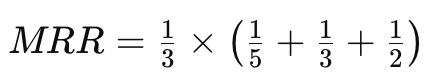 MRR = 1/3 × (1/5 + 1/3 + 1/2)